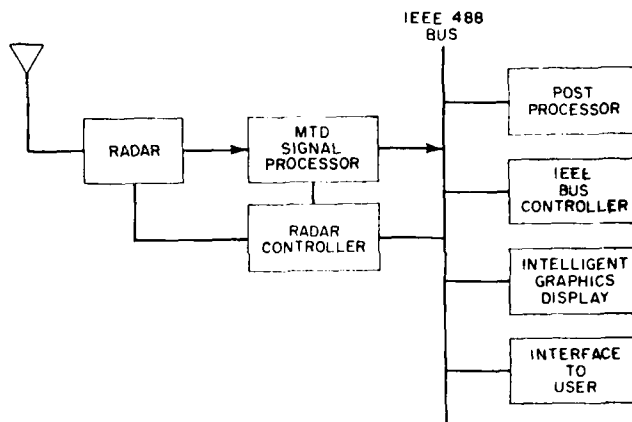 IEEE 488
BUS
RADAR
MTD
SIGNAL
PROCESSOR
RADAR
CONTROLLER
POST
PROCESSOR
IEEE
BUS
CONTROLLER
INTELLIGENT
GRAPHICS
DISPLAY
INTERFACE
TO
USER